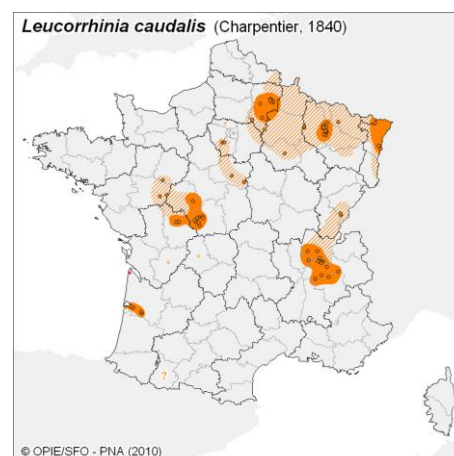 Leucorrhinia caudalis (Charpentier, 1840)
?
© OPIE/SFO - PNA (2010)